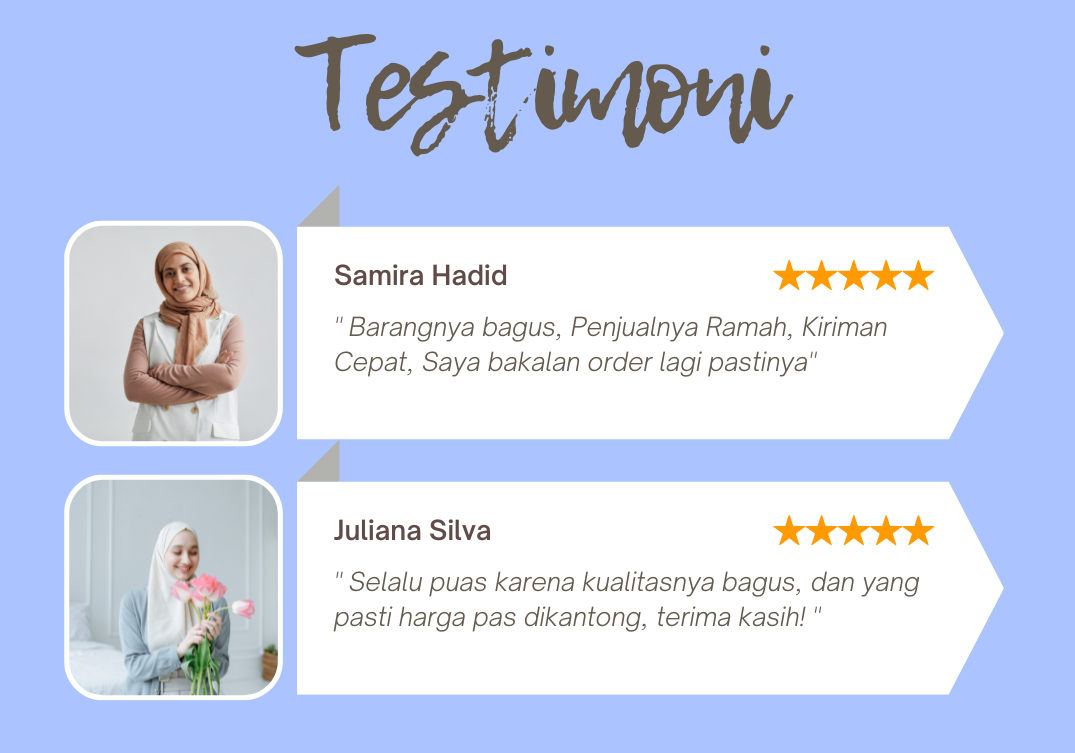 Testimoni
Samira Hadid
" Barangnya bagus, Penjualnya Ramah, Kiriman
Cepat, Saya bakalan order lagi pastinya"
Juliana Silva
" Selalu puas karena kualitasnya bagus, dan yang
pasti harga pas dikantong, terima kasih! "